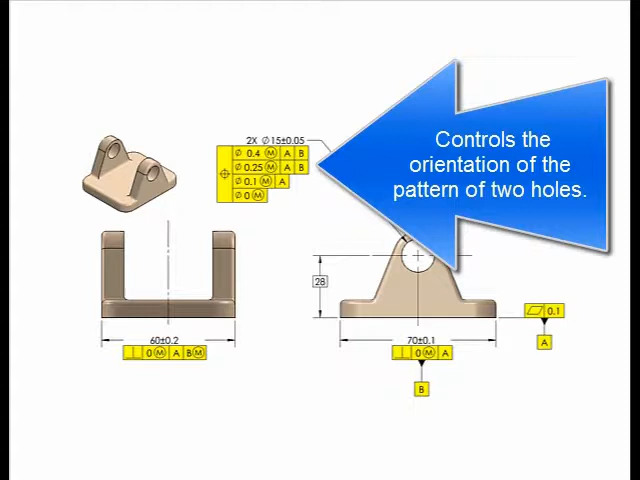 2X Ø15±0.05
⌖ Ø 0.4 Ⓜ A B
Ø 0.25 Ⓜ A B
Ø 0.1 Ⓜ A
Ø 0 Ⓜ
Controls the
orientation of the
pattern of two holes.
28
60±0.2
⟂ 0 Ⓜ A B Ⓜ
70±0.1
⟂ 0 Ⓜ A
B
⏥ 0.1
A